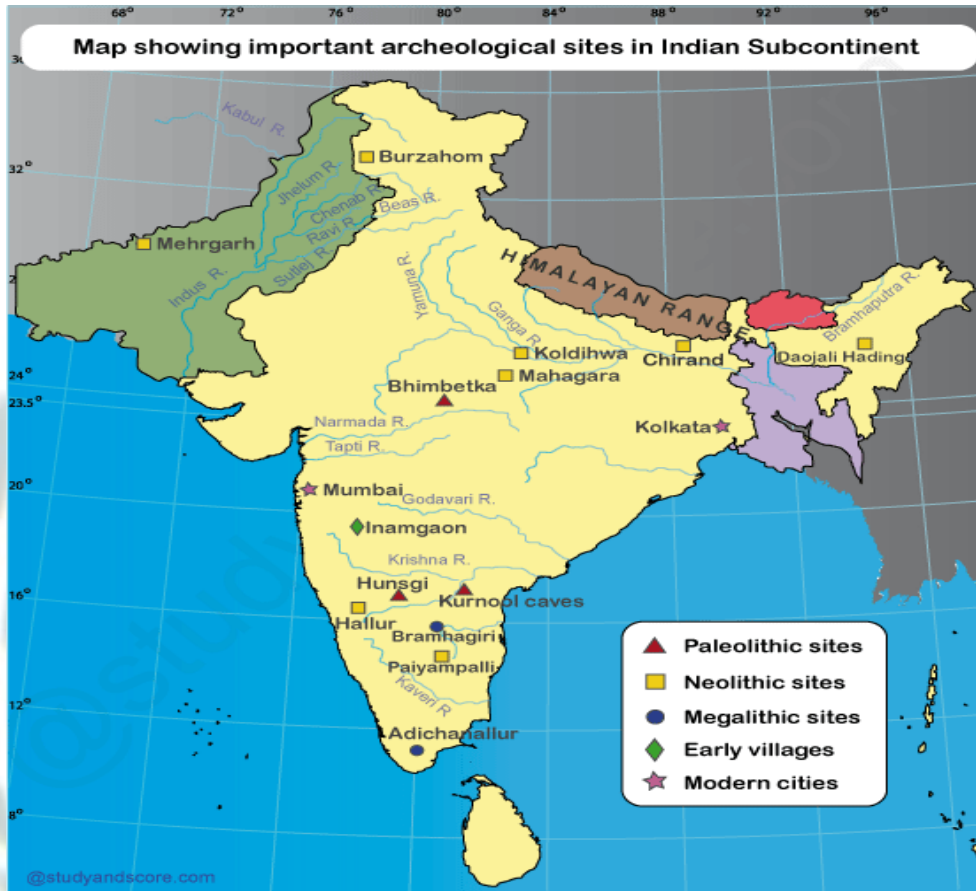 68° 72° 76° 80° 84° 88° 92° 96°
Map showing important archeological sites in Indian Subcontinent
Kabul R.
Burzahom
32°
Jhelum R.
Chenab R.
Beas R.
Ravi R.
Mehrgarh
Sutlej R.
Indus R.
HIMALAYAN RANGE
Yamuna R.
Ganga R.
Bramhaputra R.
Koldihwa
Chirand
Daojali Hading
Mahagara
24°
Bhimbetka
23.5°
Narmada R.
Kolkata
Tapti R.
20°
Mumbai
Godavari R.
Inamgaon
Krishna R.
Hunsgi
16°
Kurnool caves
Hallur
Bramhagiri
Paiyampalli
Kaveri R
12°
Adichanallur
8°
Paleolithic sites
Neolithic sites
Megalithic sites
Early villages
Modern cities
@studyandscore.com
@study